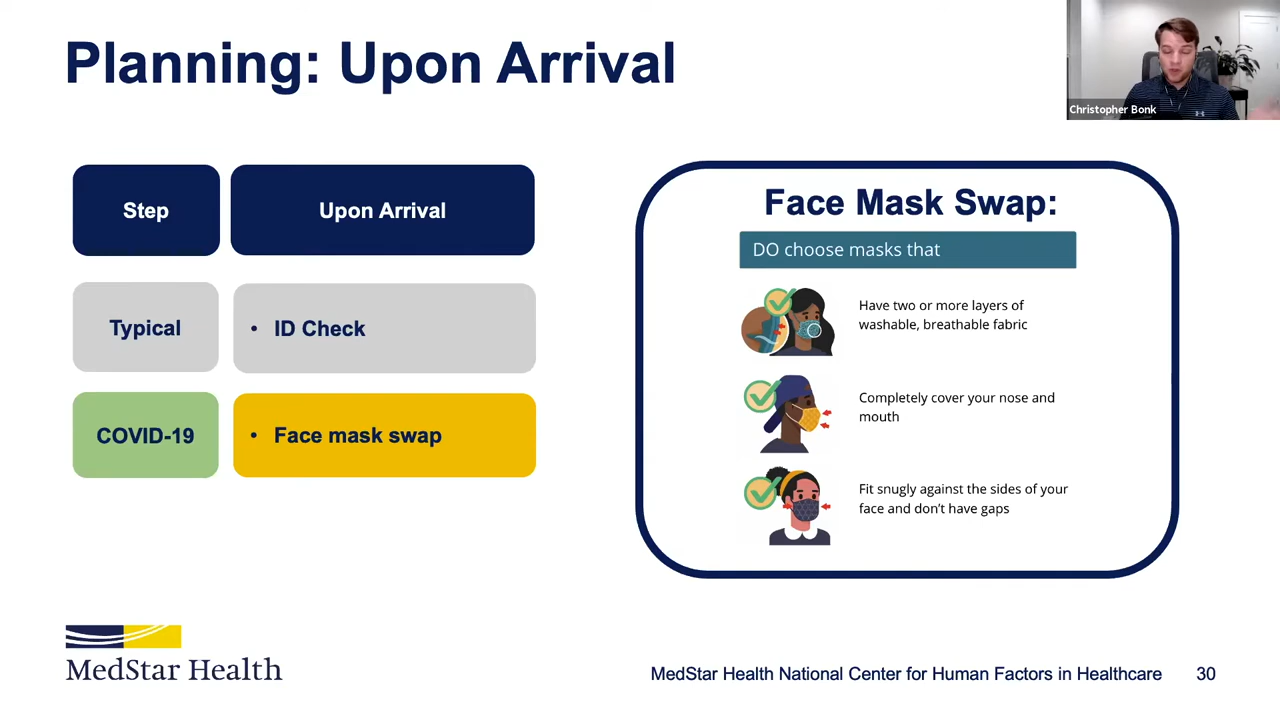 Planning: Upon Arrival
Christopher Bonk
Step
Upon Arrival
Typical
• ID Check
COVID-19
• Face mask swap
Face Mask Swap:
DO choose masks that
Have two or more layers of
washable, breathable fabric
Completely cover your nose and
mouth
Fit snugly against the sides of your
face and don't have gaps
MedStar Health
MedStar Health National Center for Human Factors in Healthcare
30